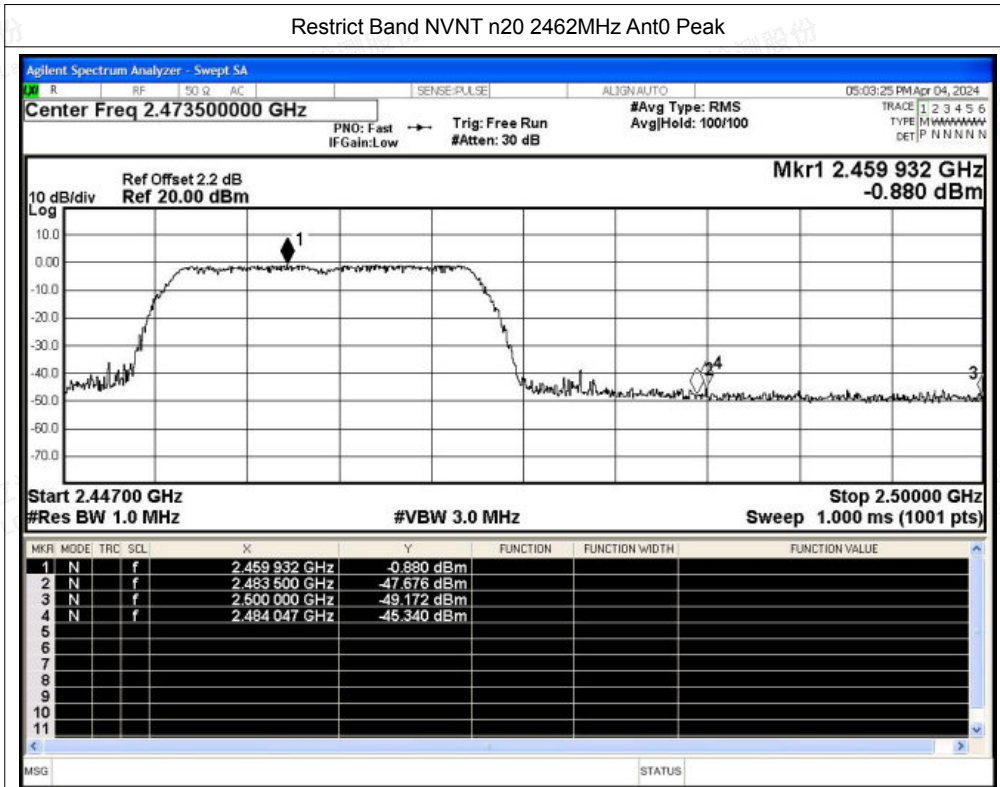 Restrict Band NVNT n20 2462MHz Ant0 Peak
Agilent Spectrum Analyzer - Swept SA
R RF 50 Ω AC SENSE:PULSE ALIGN AUTO 05:03:25 PM Apr 04, 2024
Center Freq 2.473500000 GHz #Avg Type: RMS TRACE 1 2 3 4 5 6
PNO: Fast Trig: Free Run Avg|Hold: 100/100 TYPE
IFGain:Low #Atten: 30 dB DET P N N N N N
Mkr1 2.459 932 GHz
Ref Offset 2.2 dB -0.880 dBm
10 dB/div Ref 20.00 dBm
Log
10.0
1
0.00
-10.0
-20.0
-30.0
-40.0
2 4 3
-50.0
-60.0
-70.0
Start 2.44700 GHz Stop 2.50000 GHz
#Res BW 1.0 MHz #VBW 3.0 MHz Sweep 1.000 ms (1001 pts)
MKR MODE TRC SCL X Y FUNCTION FUNCTION WIDTH FUNCTION VALUE
1 N f 2.459 932 GHz -0.880 dBm
2 N f 2.483 500 GHz -47.676 dBm
3 N f 2.500 000 GHz -49.172 dBm
4 N f 2.484 047 GHz -45.340 dBm
5
6
7
8
9
10
11
MSG STATUS